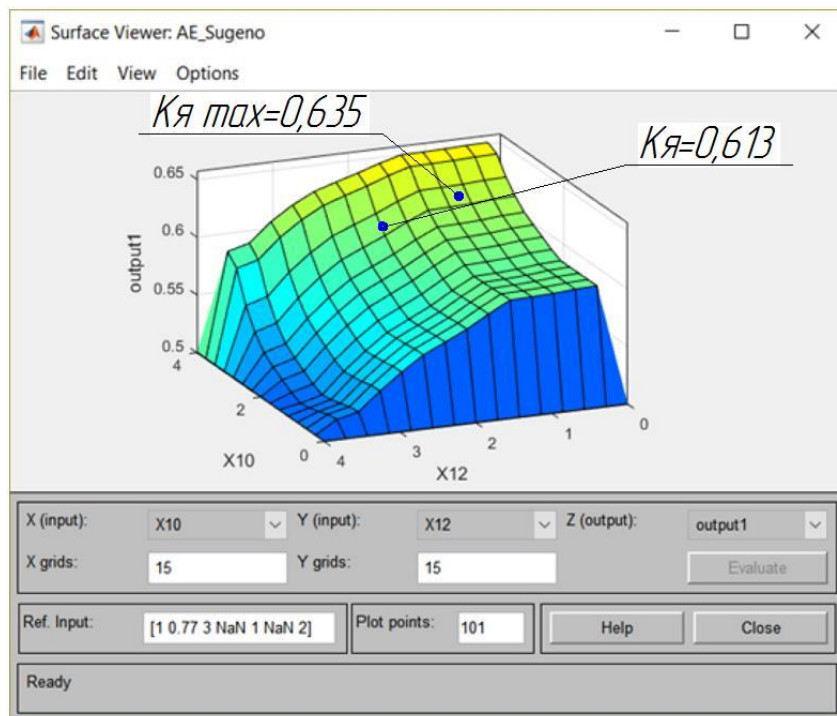 Surface Viewer: AE_Sugeno
File Edit View Options
Кя max=0,635
Кя=0,613
0.65
0.6
0.55
0.5
output1
4
2
0
X10
4
3
2
1
0
X12
X (input): X10 Y (input): X12 Z (output): output1
X grids: 15 Y grids: 15 Evaluate
Ref. Input: [1 0.77 3 NaN 1 NaN 2] Plot points: 101 Help Close
Ready